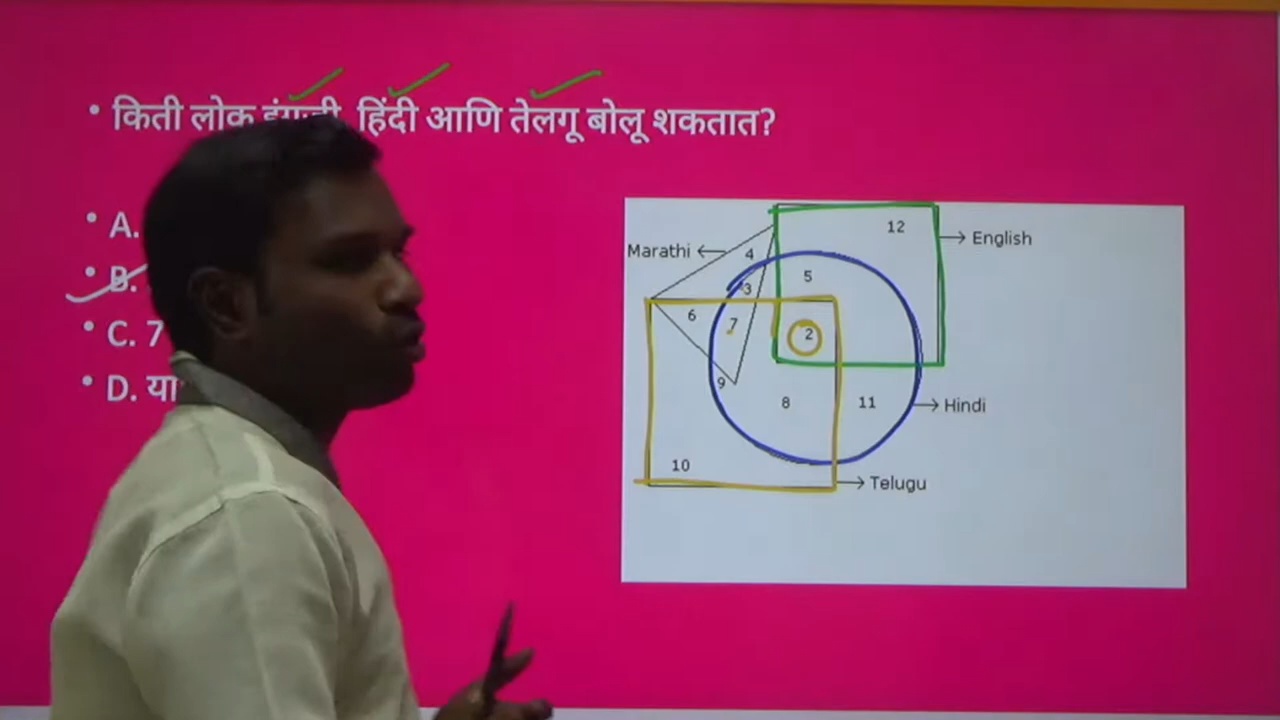 • किती लोक हिंदी आणि तेलगू बोलू शकतात?
• A.
• B.
• C. 7
• D.
12
English
Marathi
4
5
3
6
7
2
9
8
11
Hindi
10
Telugu